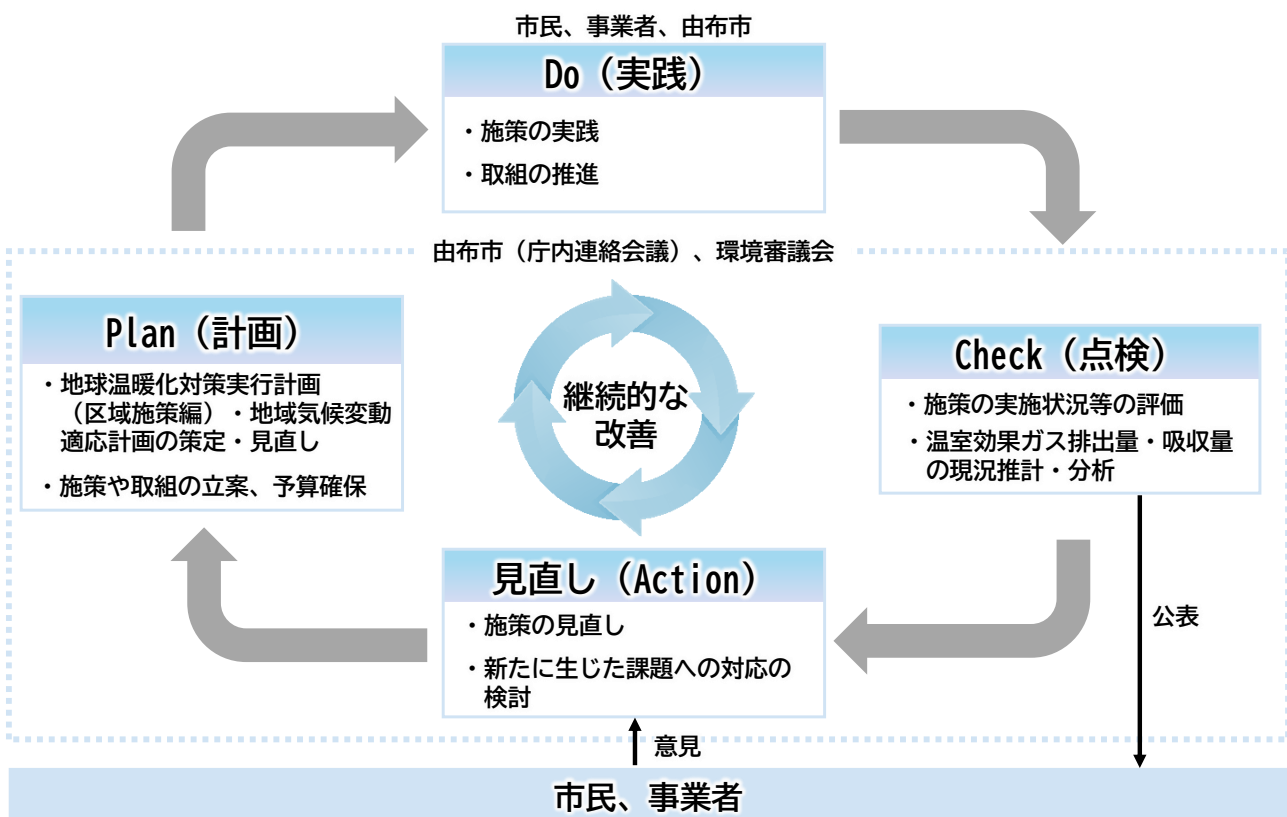 市民、事業者、由布市
Do（実践）
・施策の実践
・取組の推進
由布市（庁内連絡会議）、環境審議会
Plan（計画）
・地球温暖化対策実行計画
（区域施策編）・地域気候変動
適応計画の策定・見直し
・施策や取組の立案、予算確保
継続的な
改善
Check（点検）
・施策の実施状況等の評価
・温室効果ガス排出量・吸収量
の現況推計・分析
見直し（Action）
・施策の見直し
・新たに生じた課題への対応の
検討
公表
意見
市民、事業者